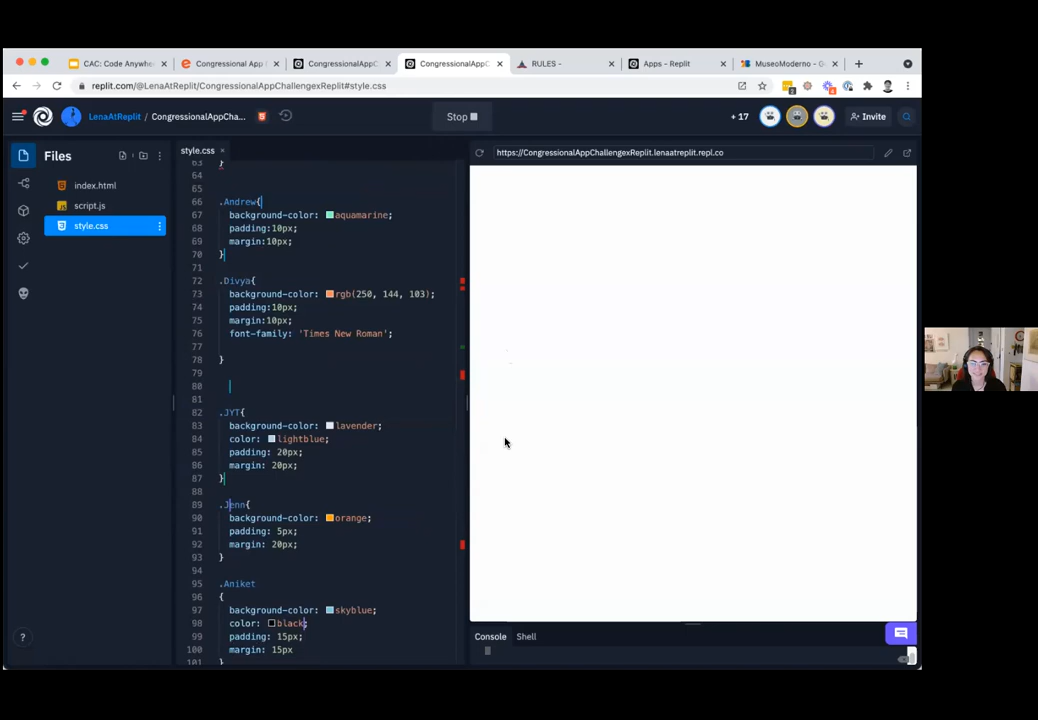 CAC: Code Anywhe
Congressional App
CongressionalAppC
CongressionalAppC
RULES -
Apps - Replit
MuseoModerno - G
replit.com/@LenaAtReplit/CongressionalAppChallengexReplit#style.css
LenaAtReplit / CongressionalAppCha...
Stop
+ 17
Invite
Files
index.html
script.js
style.css
style.css
https://CongressionalAppChallengexReplit.lenaatreplit.repl.co
63 }
64
65
66 .Andrew{
67 background-color: aquamarine;
68 padding:10px;
69 margin:10px;
70 }
71
72 .Divya{
73 background-color: rgb(250, 144, 103);
74 padding:10px;
75 margin:10px;
76 font-family: 'Times New Roman';
77
78 }
79
80
81
82 .JYT{
83 background-color: lavender;
84 color: lightblue;
85 padding: 20px;
86 margin: 20px;
87 }
88
89 .Jenn{
90 background-color: orange;
91 padding: 5px;
92 margin: 20px;
93 }
94
95 .Aniket
96 {
97 background-color: skyblue;
98 color: black;
99 padding: 15px;
100 margin: 15px
101 }
Console
Shell
?